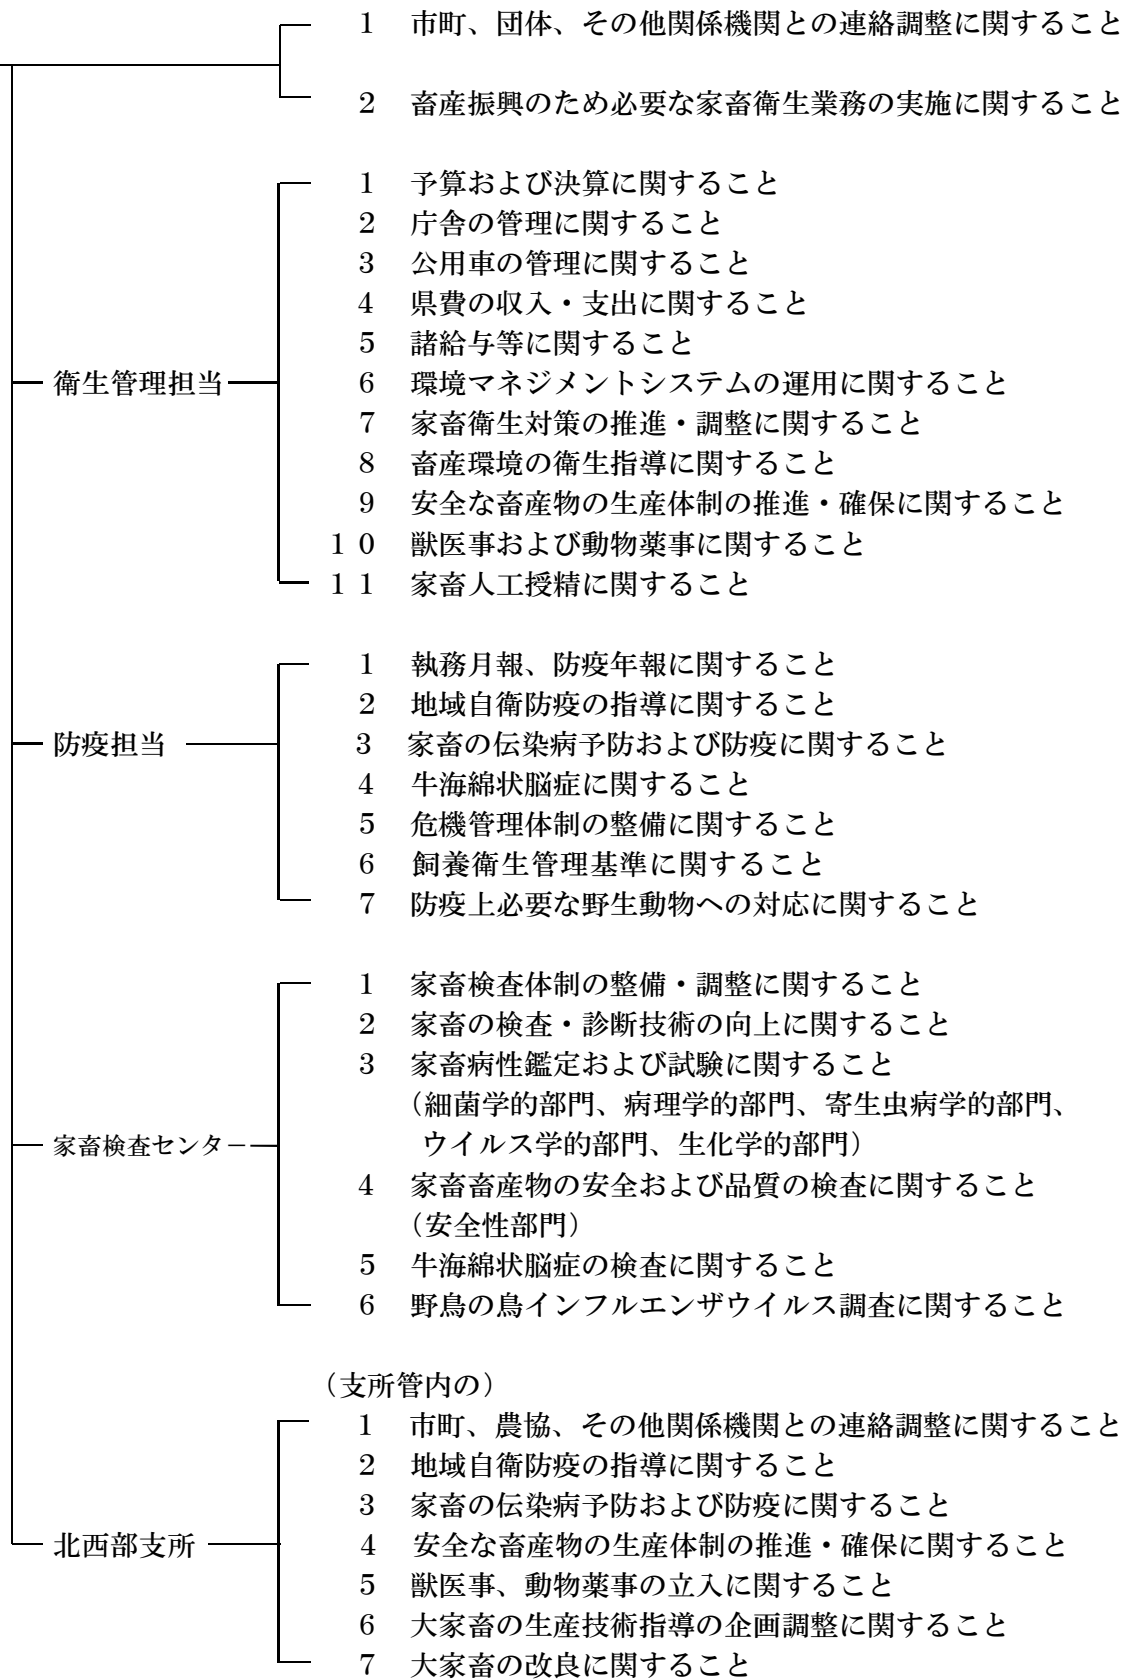 1 市町、団体、その他関係機関との連絡調整に関すること
2 畜産振興のため必要な家畜衛生業務の実施に関すること
衛生管理担当
1 予算および決算に関すること
2 庁舎の管理に関すること
3 公用車の管理に関すること
4 県費の収入・支出に関すること
5 諸給与等に関すること
6 環境マネジメントシステムの運用に関すること
7 家畜衛生対策の推進・調整に関すること
8 畜産環境の衛生指導に関すること
9 安全な畜産物の生産体制の推進・確保に関すること
10 獣医事および動物薬事に関すること
11 家畜人工授精に関すること
防疫担当
1 執務月報、防疫年報に関すること
2 地域自衛防疫の指導に関すること
3 家畜の伝染病予防および防疫に関すること
4 牛海綿状脳症に関すること
5 危機管理体制の整備に関すること
6 飼養衛生管理基準に関すること
7 防疫上必要な野生動物への対応に関すること
家畜検査センター
1 家畜検査体制の整備・調整に関すること
2 家畜の検査・診断技術の向上に関すること
3 家畜病性鑑定および試験に関すること
（細菌学的部門、病理学的部門、寄生虫病学的部門、
ウイルス学的部門、生化学的部門）
4 家畜畜産物の安全および品質の検査に関すること
（安全性部門）
5 牛海綿状脳症の検査に関すること
6 野鳥の鳥インフルエンザウイルス調査に関すること
北西部支所
（支所管内の）
1 市町、農協、その他関係機関との連絡調整に関すること
2 地域自衛防疫の指導に関すること
3 家畜の伝染病予防および防疫に関すること
4 安全な畜産物の生産体制の推進・確保に関すること
5 獣医事、動物薬事の立入に関すること
6 大家畜の生産技術指導の企画調整に関すること
7 大家畜の改良に関すること